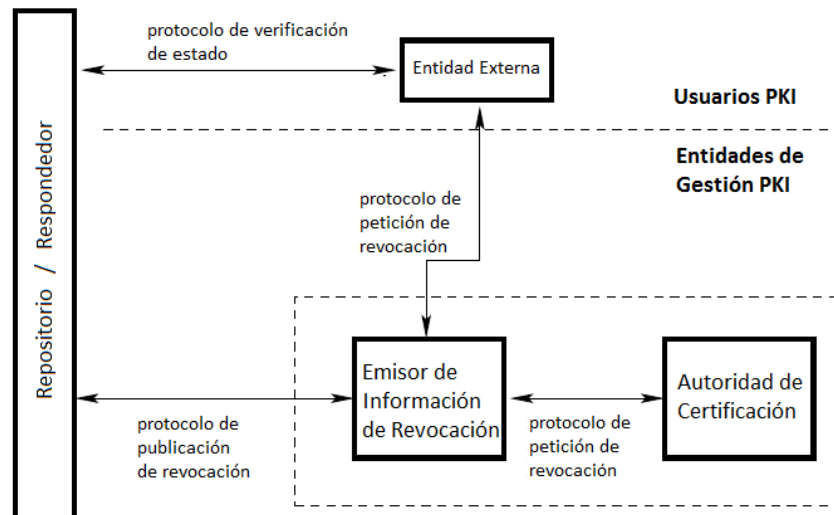 protocolo de verificación
de estado
Entidad Externa
Usuarios PKI
Entidades de
Gestión PKI
protocolo de
petición de
revocación
Repositorio / Respondedor
Emisor de
Información
de Revocación
Autoridad de
Certificación
protocolo de
publicación
de revocación
protocolo de
petición de
revocación